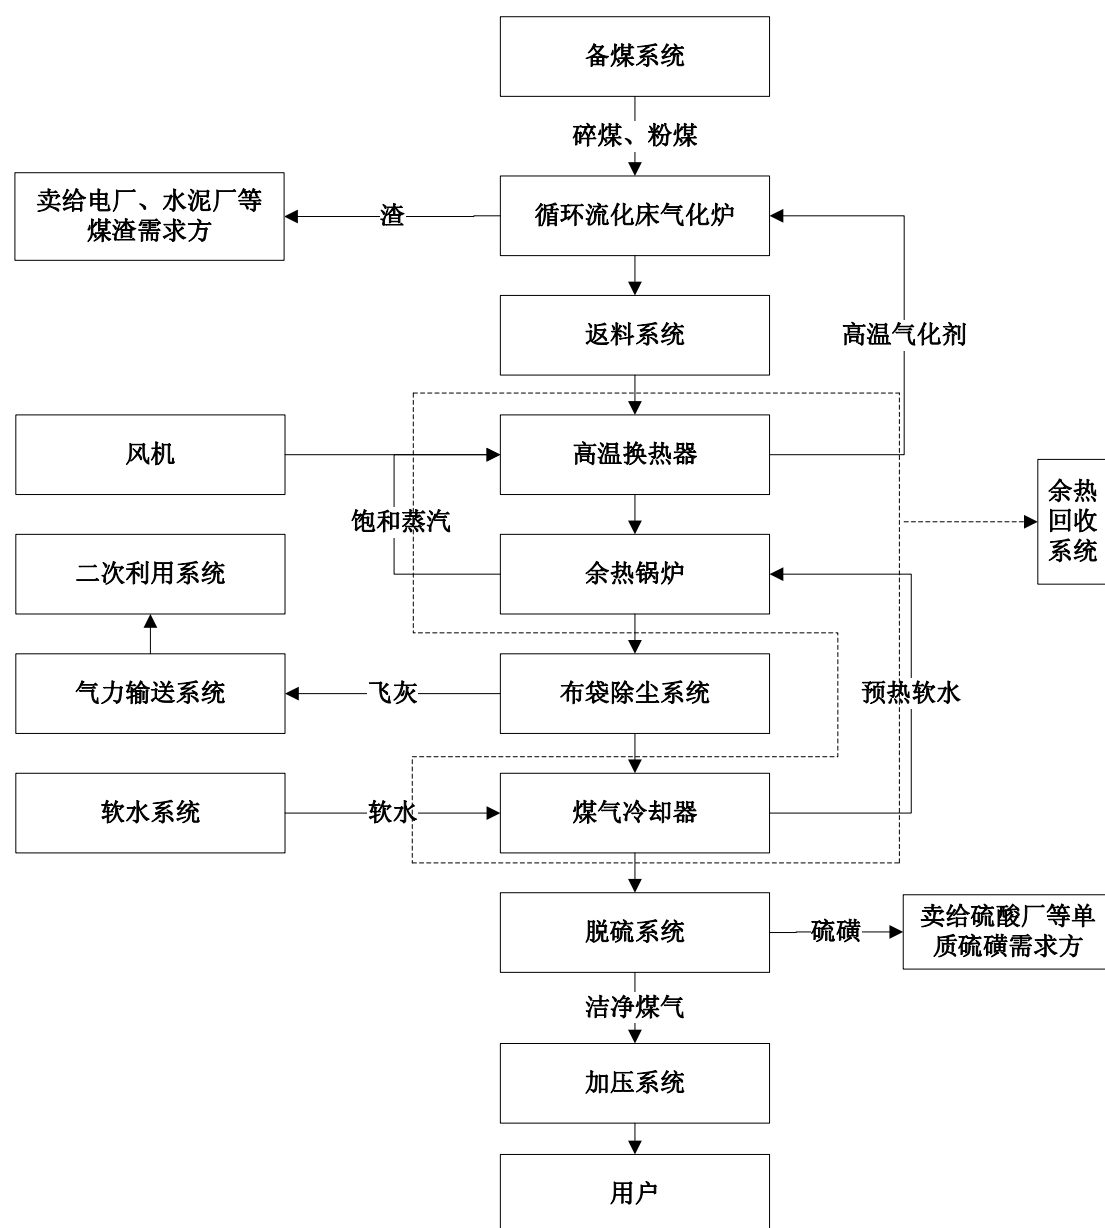 备煤系统
碎煤、粉煤
卖给电厂、水泥厂等
煤渣需求方
渣
循环流化床气化炉
返料系统
高温气化剂
风机
高温换热器
余热
回收
系统
饱和蒸汽
二次利用系统
余热锅炉
气力输送系统
飞灰
布袋除尘系统
预热软水
软水系统
软水
煤气冷却器
脱硫系统
硫磺
卖给硫酸厂等单
质硫磺需求方
洁净煤气
加压系统
用户